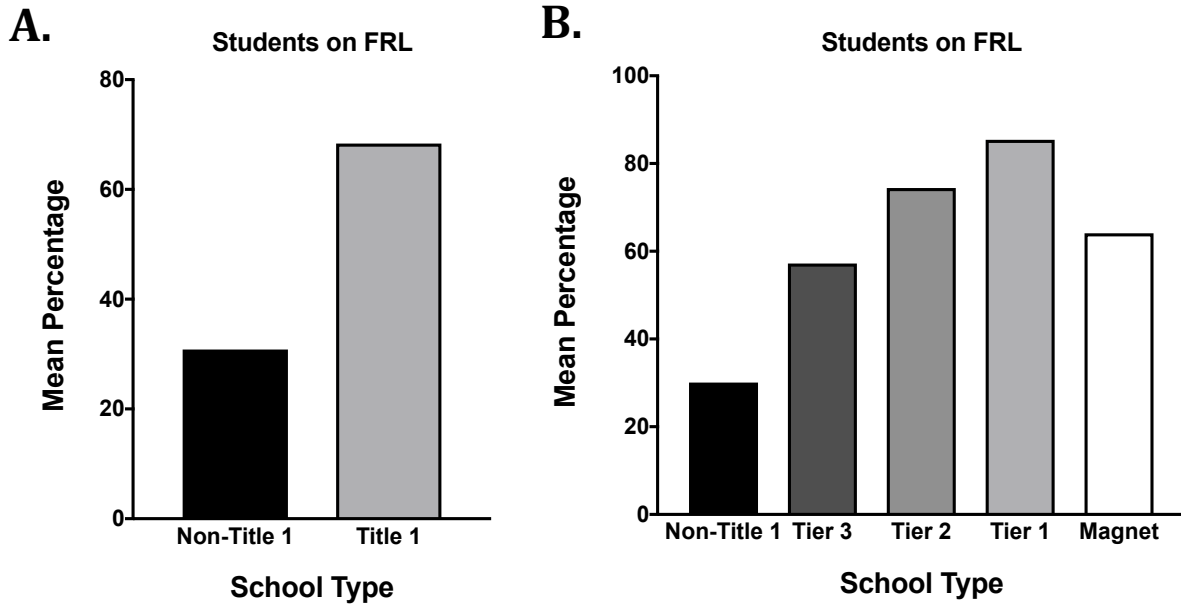 A.
Students on FRL
80
60
40
20
0
Mean Percentage
Non-Title 1 Title 1
School Type
B.
Students on FRL
100
80
60
40
20
0
Mean Percentage
Non-Title 1 Tier 3 Tier 2 Tier 1 Magnet
School Type